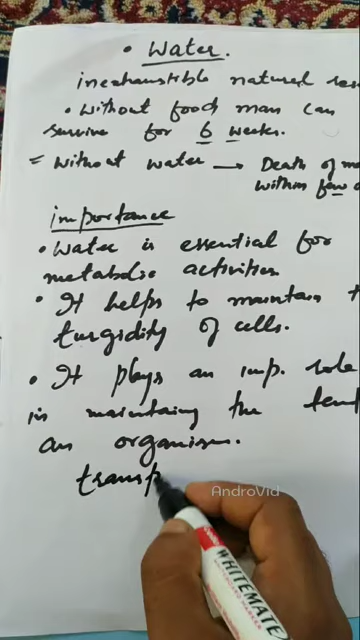 • Water.
inexhaustible natural res
• Without food man can
survive for 6 weeks.
= Without water → Death of m
within few d
importance
• Water is essential for
metabolic activities
• It helps to maintain t
turgidity of cells.
• It plays an imp. role
in maintaing the tem
an organism.
transp
AndroVid
WHITEMATE